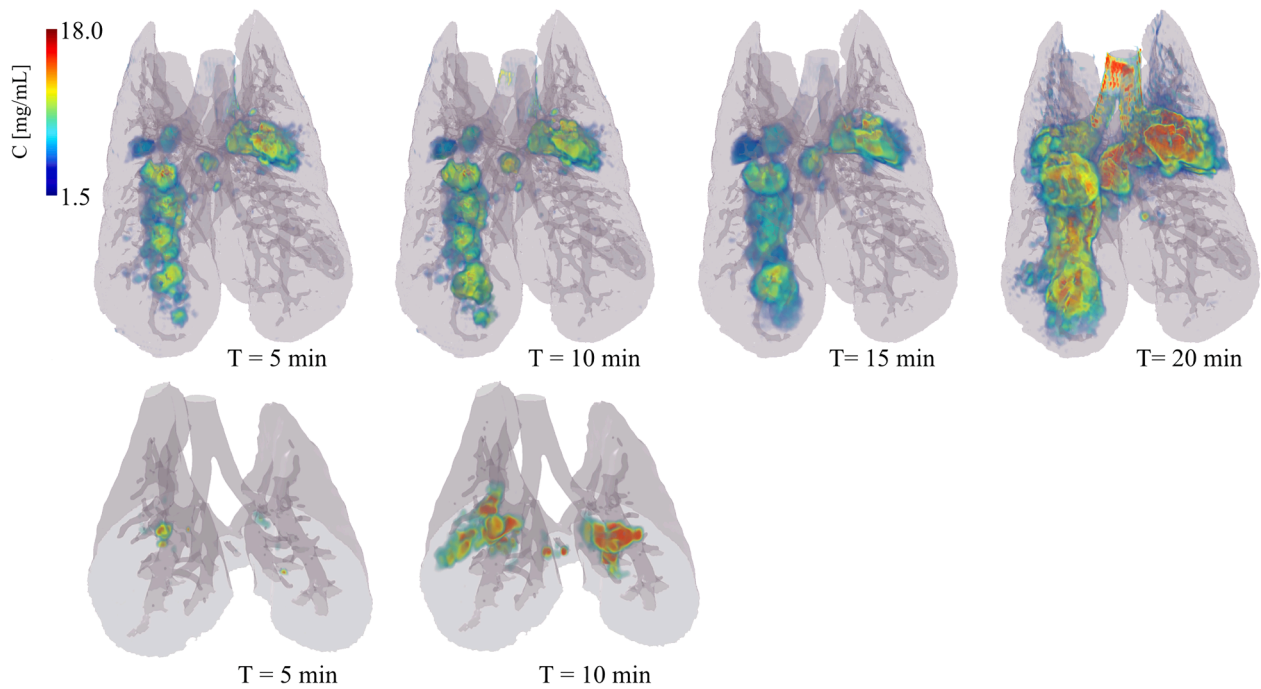 18.0
C [mg/mL]
1.5
T = 5 min
T = 10 min
T= 15 min
T= 20 min
T = 5 min
T = 10 min